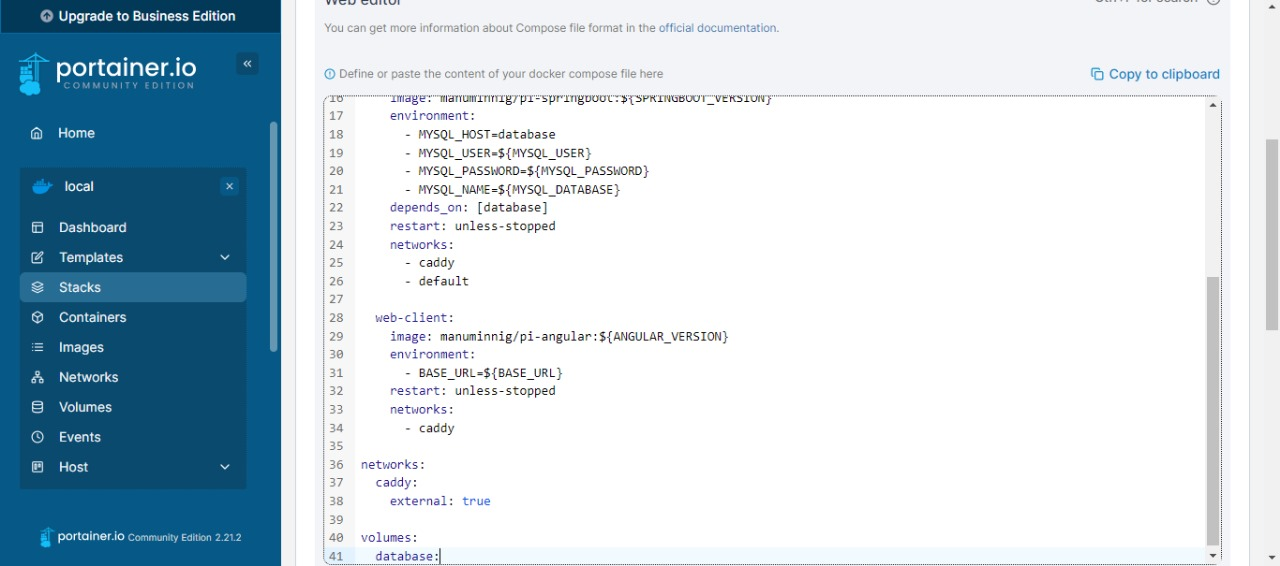 Upgrade to Business Edition
portainer.io
COMMUNITY EDITION
Home
local
Dashboard
Templates
Stacks
Containers
Images
Networks
Volumes
Events
Host
portainer.io Community Edition 2.21.2
Web editor
You can get more information about Compose file format in the official documentation.
Define or paste the content of your docker compose file here
Copy to clipboard
16 image: manuminnig/pi-springboot:${SPRINGBOOT_VERSION}
17 environment:
18 - MYSQL_HOST=database
19 - MYSQL_USER=${MYSQL_USER}
20 - MYSQL_PASSWORD=${MYSQL_PASSWORD}
21 - MYSQL_NAME=${MYSQL_DATABASE}
22 depends_on: [database]
23 restart: unless-stopped
24 networks:
25 - caddy
26 - default
27
28 web-client:
29 image: manuminnig/pi-angular:${ANGULAR_VERSION}
30 environment:
31 - BASE_URL=${BASE_URL}
32 restart: unless-stopped
33 networks:
34 - caddy
35
36 networks:
37 caddy:
38 external: true
39
40 volumes:
41 database: